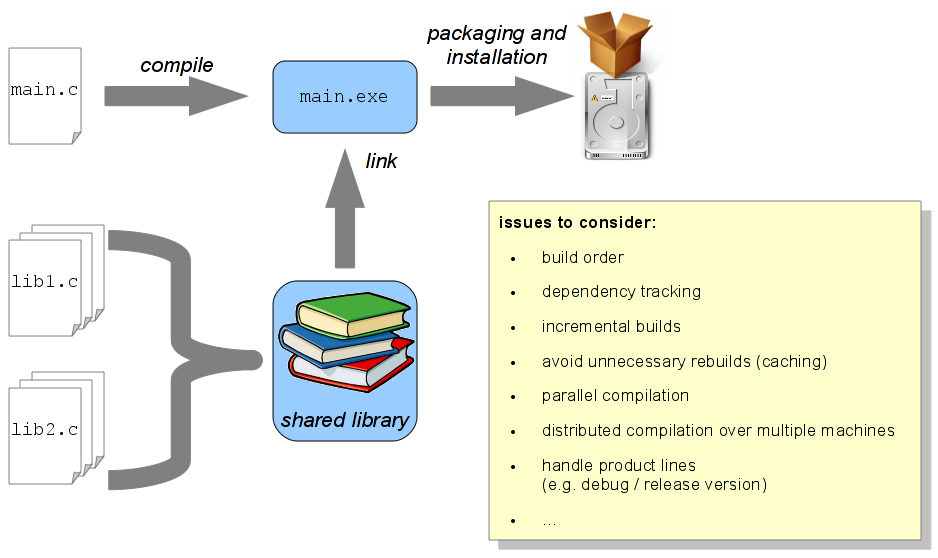 packaging and
installation
compile
main.c
main.exe
link
lib1.c
lib2.c
shared library
issues to consider:
• build order
• dependency tracking
• incremental builds
• avoid unnecessary rebuilds (caching)
• parallel compilation
• distributed compilation over multiple machines
• handle product lines
(e.g. debug / release version)
• ...